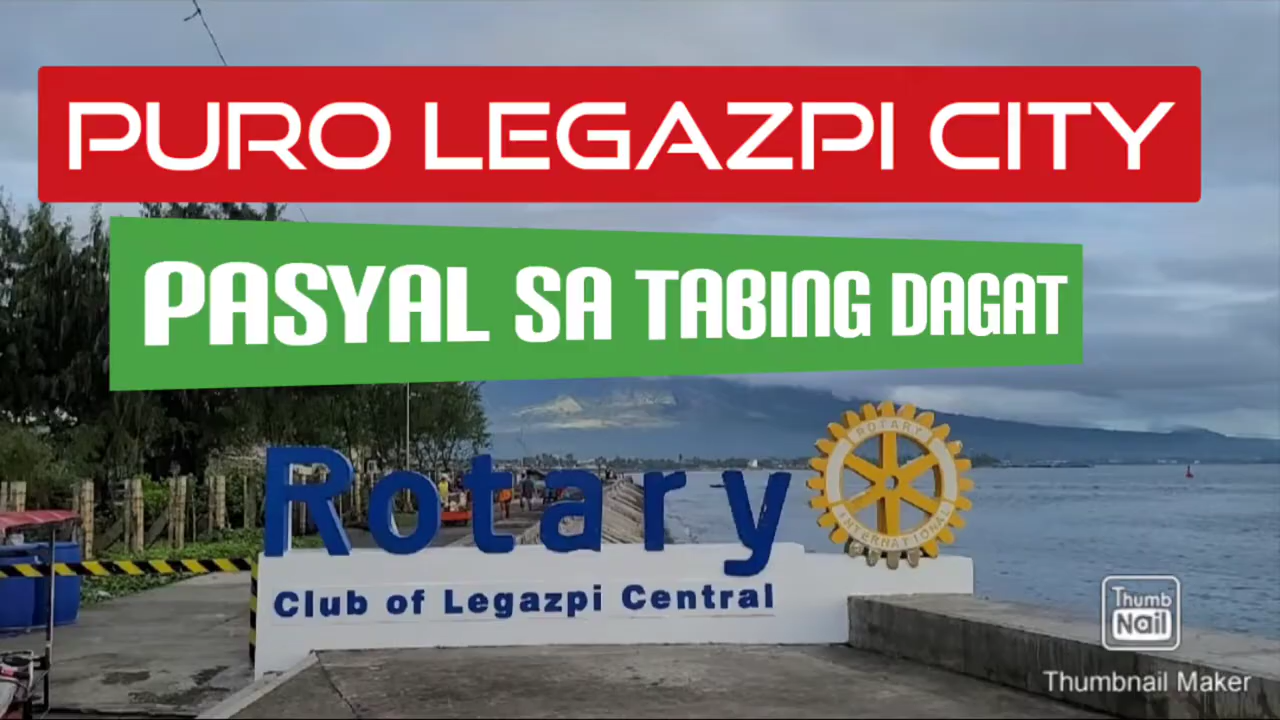 PURO LEGAZPI CITY
PASYAL SA TABING DAGAT
Rotary
ROTARY
INTERNATIONAL
Club of Legazpi Central
Thumb
Nail
Thumbnail Maker